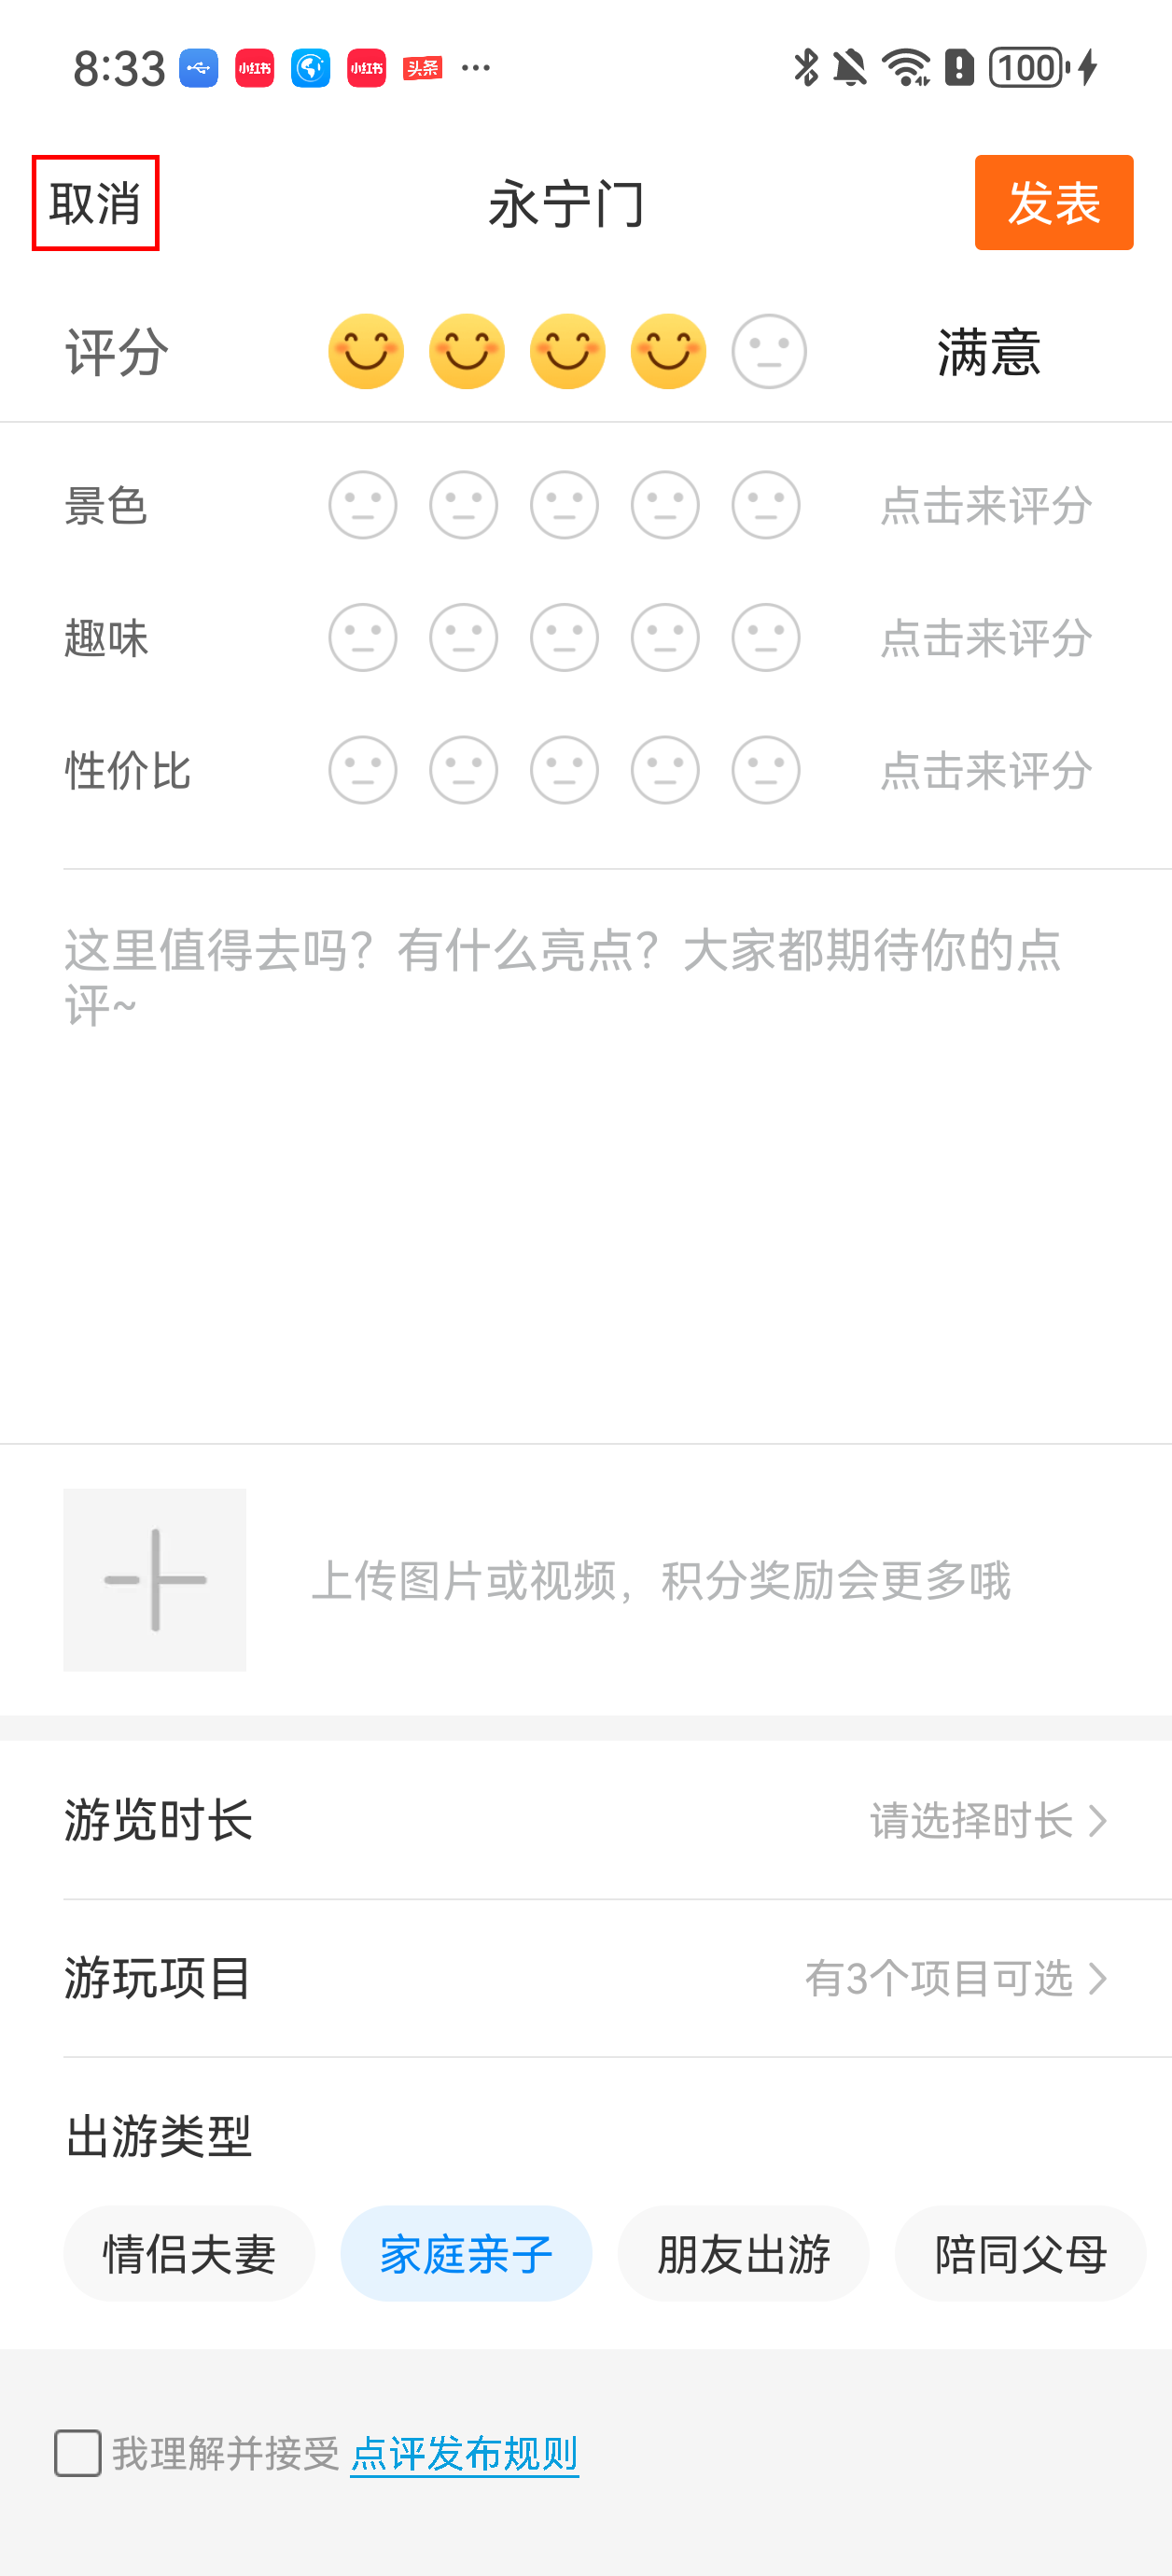 8:33 小红书 小红书 头条 ... 100
取消 永宁门 发表
评分 满意
景色 点击来评分
趣味 点击来评分
性价比 点击来评分
这里值得去吗？有什么亮点？大家都期待你的点
评~
上传图片或视频，积分奖励会更多哦
游览时长 请选择时长
游玩项目 有3个项目可选
出游类型
情侣夫妻 家庭亲子 朋友出游 陪同父母
我理解并接受 点评发布规则